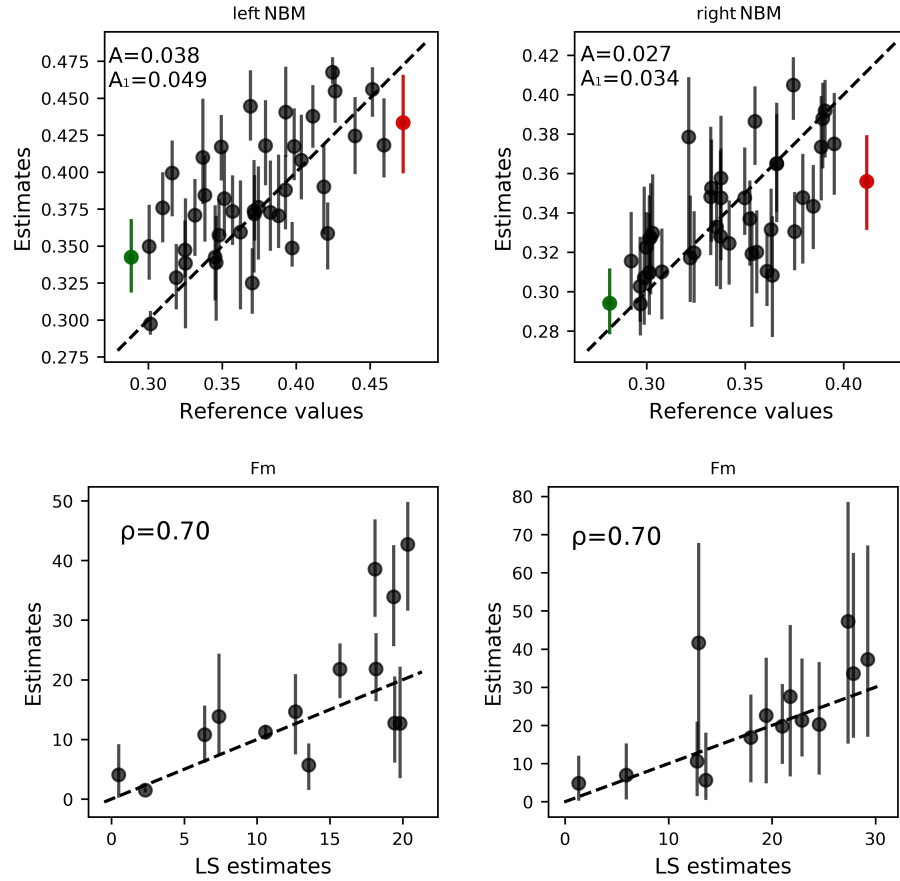 left NBM
A=0.038
A₁=0.049
0.475
0.450
0.425
0.400
0.375
0.350
0.325
0.300
0.275
Estimates
0.30 0.35 0.40 0.45
Reference values
right NBM
A=0.027
A₁=0.034
0.42
0.40
0.38
0.36
0.34
0.32
0.30
0.28
Estimates
0.30 0.35 0.40
Reference values
Fm
ρ=0.70
50
40
30
20
10
0
Estimates
0 5 10 15 20
LS estimates
Fm
ρ=0.70
80
70
60
50
40
30
20
10
0
Estimates
0 10 20 30
LS estimates